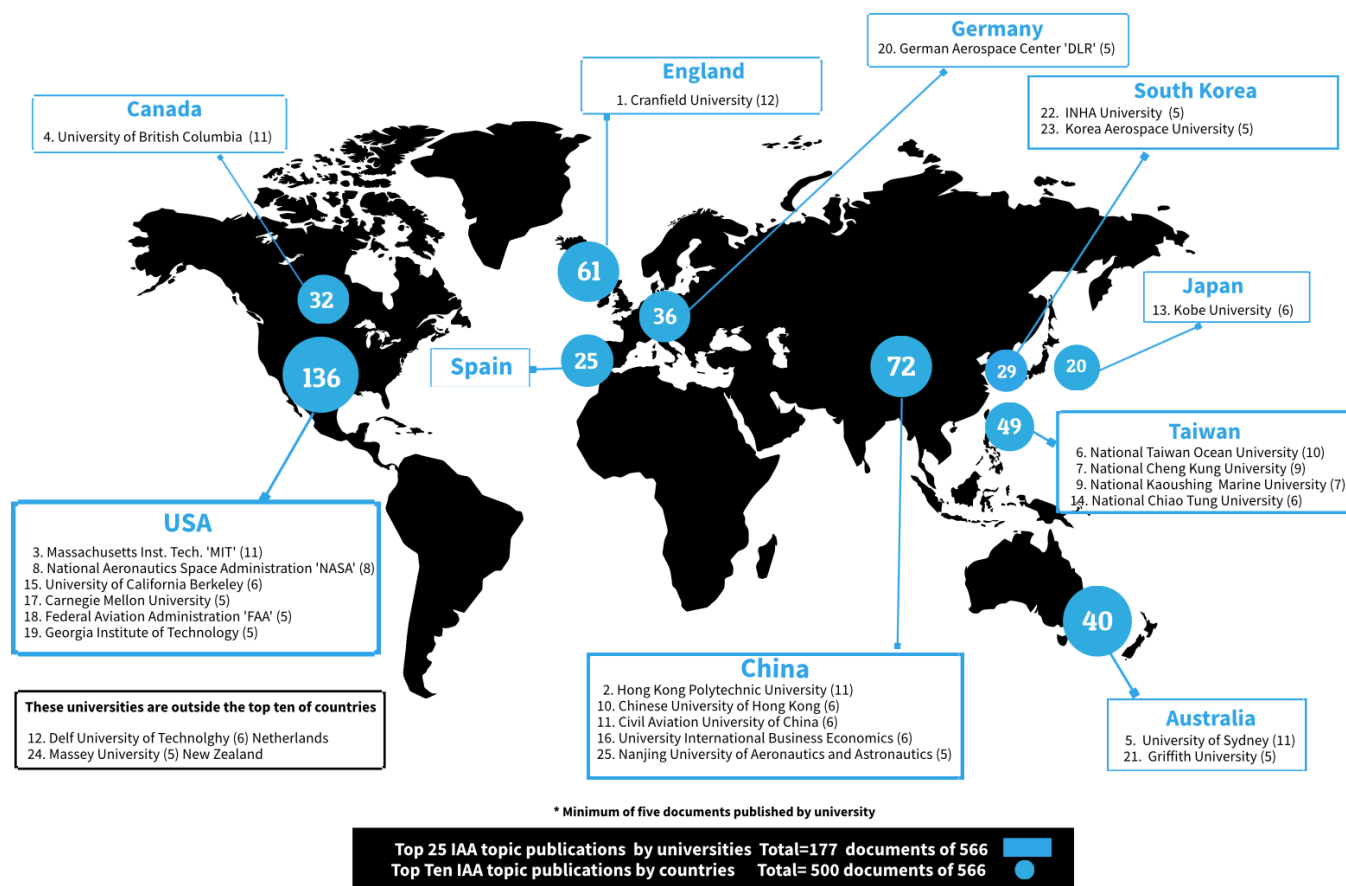 Germany
20. German Aerospace Center 'DLR' (5)
England
1. Cranfield University (12)
South Korea
22. INHA University (5)
23. Korea Aerospace University (5)
Canada
4. University of British Columbia (11)
61
32
36
Japan
13. Kobe University (6)
Spain
25
136
72
29
20
49
Taiwan
6. National Taiwan Ocean University (10)
7. National Cheng Kung University (9)
9. National Kaoushing Marine University (7)
14. National Chiao Tung University (6)
USA
3. Massachusetts Inst. Tech. 'MIT' (11)
8. National Aeronautics Space Administration 'NASA' (8)
15. University of California Berkeley (6)
17. Carnegie Mellon University (5)
18. Federal Aviation Administration 'FAA' (5)
19. Georgia Institute of Technology (5)
40
China
2. Hong Kong Polytechnic University (11)
10. Chinese University of Hong Kong (6)
11. Civil Aviation University of China (6)
16. University International Business Economics (6)
25. Nanjing University of Aeronautics and Astronautics (5)
These universities are outside the top ten of countries
12. Delf University of Technolghy (6) Netherlands
24. Massey University (5) New Zealand
Australia
5. University of Sydney (11)
21. Griffith University (5)
* Minimum of five documents published by university
Top 25 IAA topic publications by universities Total=177 documents of 566
Top Ten IAA topic publications by countries Total= 500 documents of 566